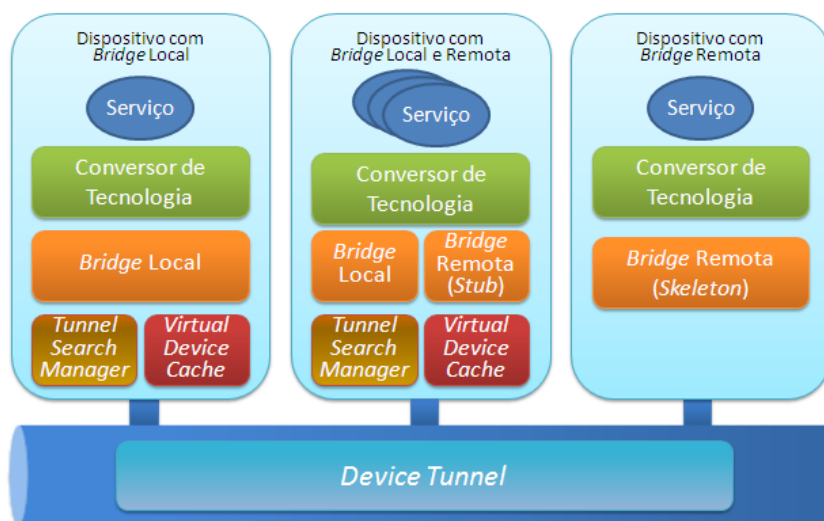 Dispositivo com
Bridge Local
Serviço
Conversor de
Tecnologia
Bridge Local
Tunnel
Search
Manager
Virtual
Device
Cache
Dispositivo com
Bridge Local e Remota
Serviço
Conversor de
Tecnologia
Bridge
Local
Bridge
Remota
(Stub)
Tunnel
Search
Manager
Virtual
Device
Cache
Dispositivo com
Bridge Remota
Serviço
Conversor de
Tecnologia
Bridge Remota
(Skeleton)
Device Tunnel